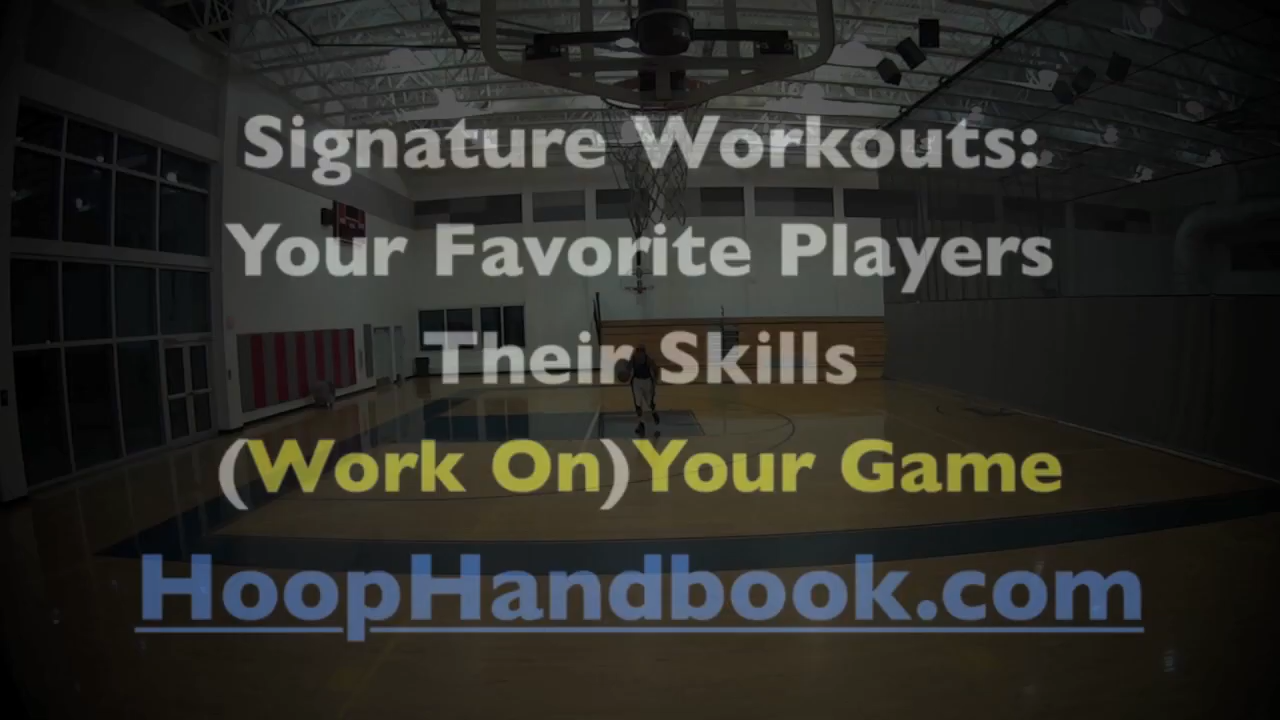 Signature Workouts:
Your Favorite Players
Their Skills
(Work On)Your Game
HoopHandbook.com